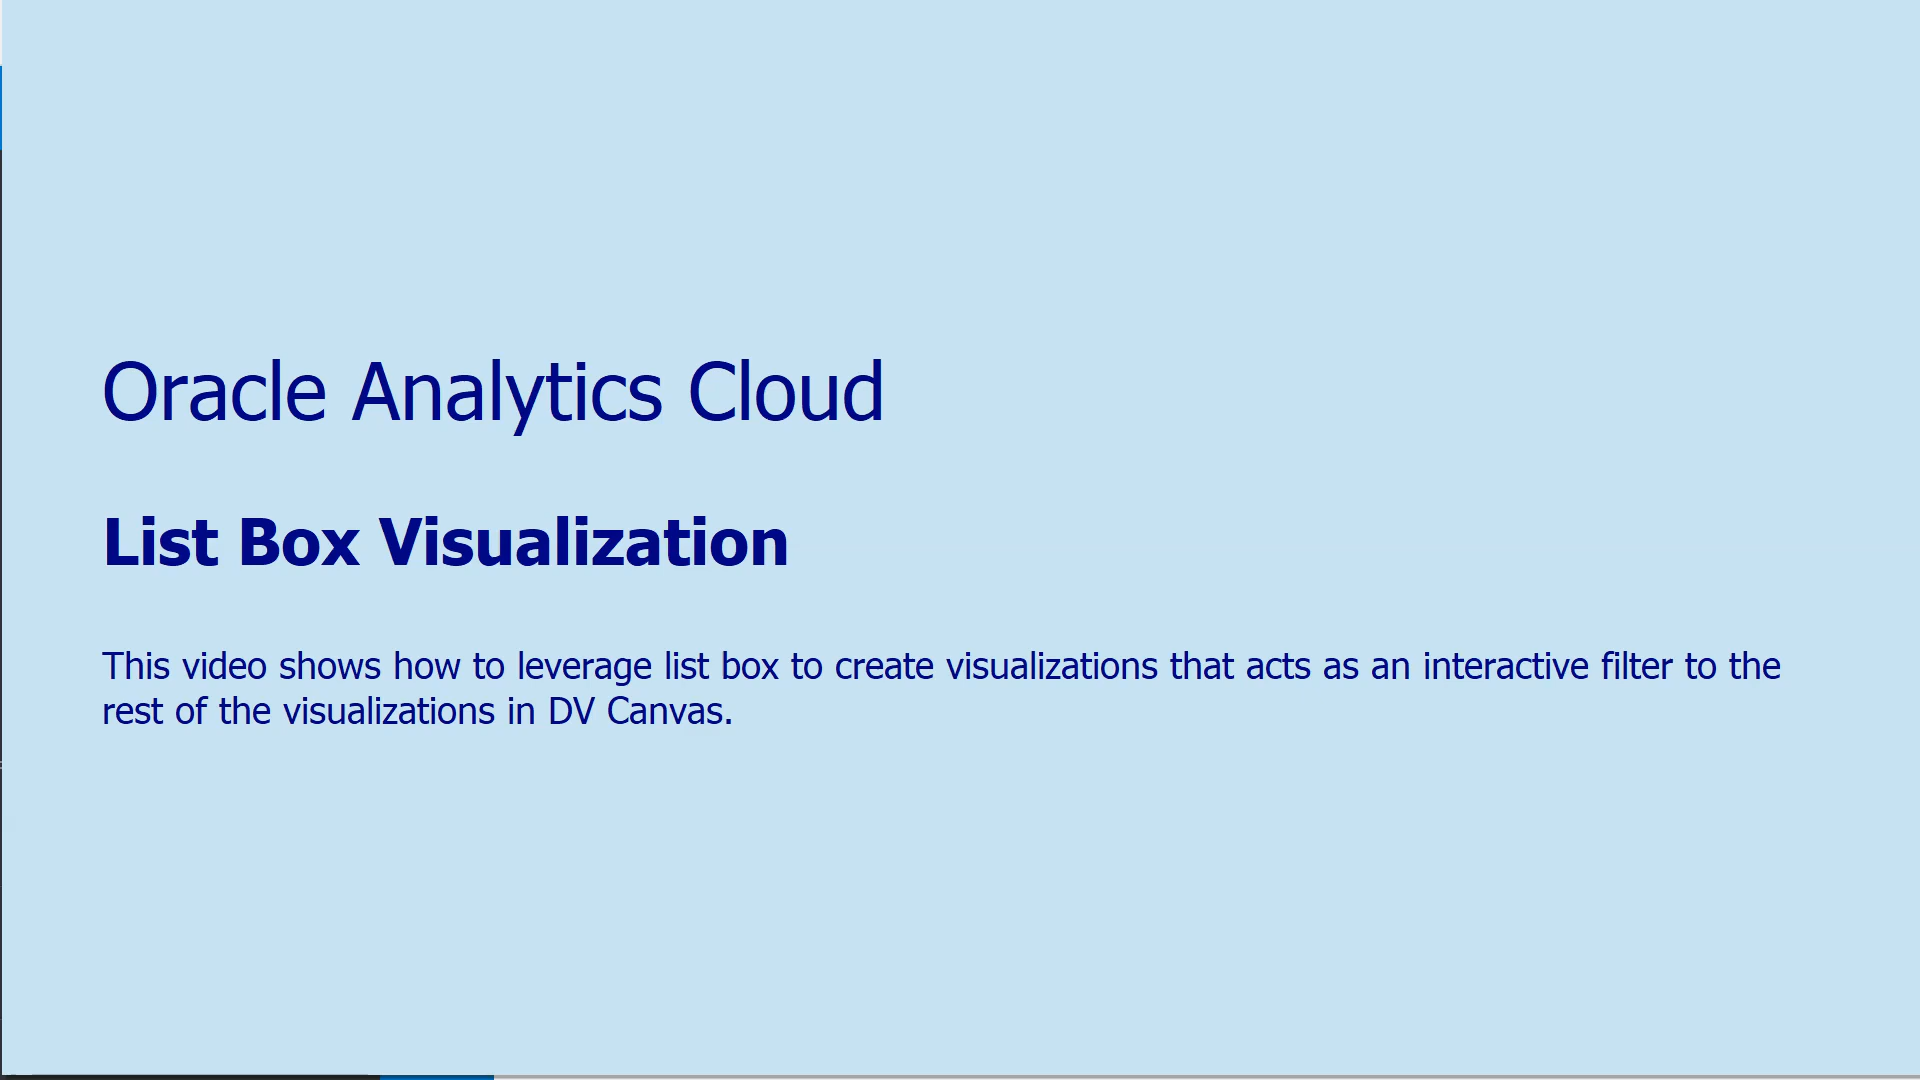 Oracle Analytics Cloud
List Box Visualization
This video shows how to leverage list box to create visualizations that acts as an interactive filter to the
rest of the visualizations in DV Canvas.